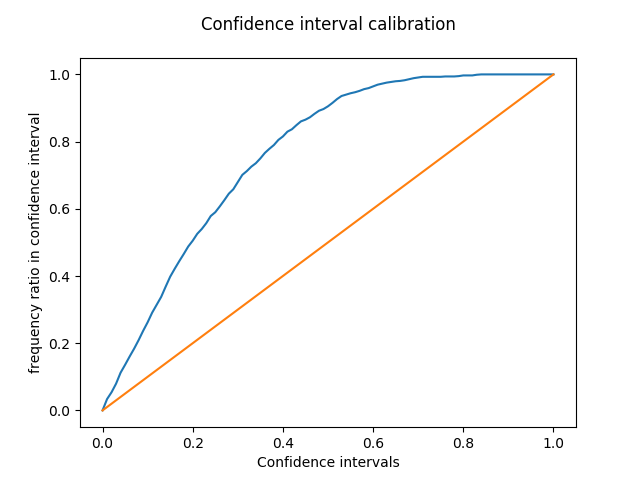 Confidence interval calibration
1.0
0.8
0.6
0.4
0.2
0.0
frequency ratio in confidence interval
0.0 0.2 0.4 0.6 0.8 1.0
Confidence intervals